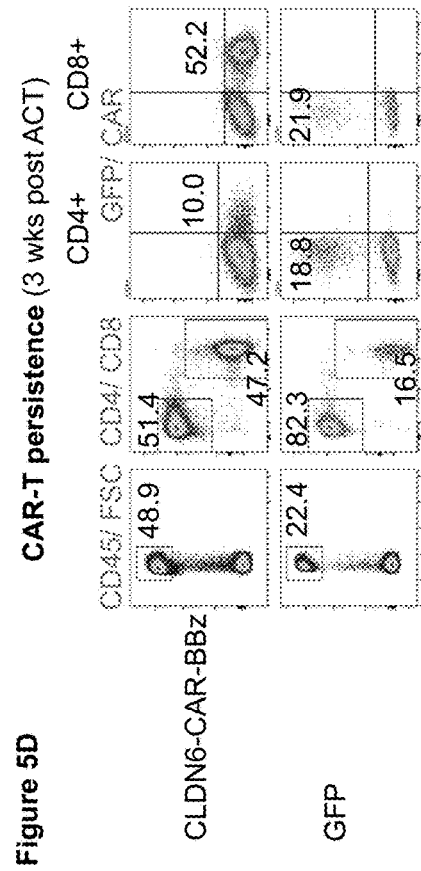 Figure 5D
CAR-T persistence (3 wks post ACT)
CD4+ CD8+
CD45/ FSC CD4/ CD8 GFP/ CAR
CLDN6-CAR-BBz
48.9 51.4 47.2 10.0 52.2
GFP
22.4 82.3 16.5 18.8 21.9